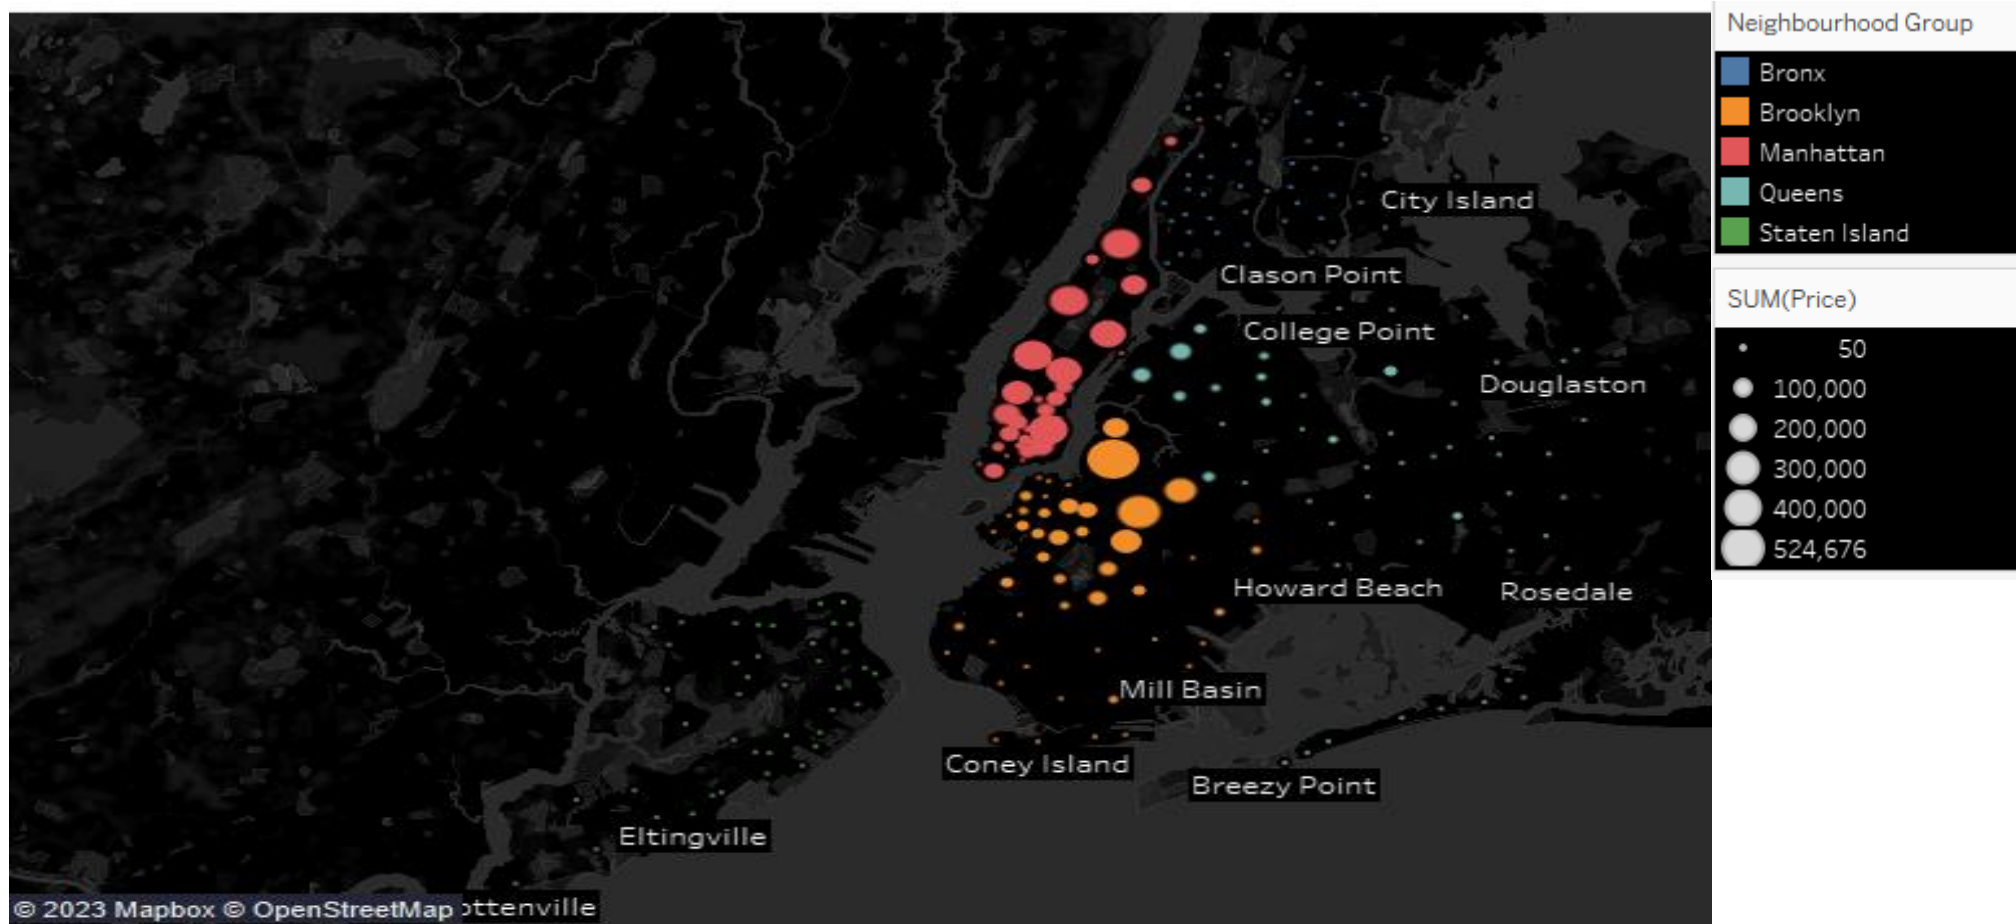 Neighbourhood Group
Bronx
Brooklyn
Manhattan
Queens
Staten Island
SUM(Price)
50
100,000
200,000
300,000
400,000
524,676
City Island
Clason Point
College Point
Douglaston
Howard Beach
Rosedale
Mill Basin
Coney Island
Breezy Point
Eltingville
ottenville
© 2023 Mapbox © OpenStreetMap